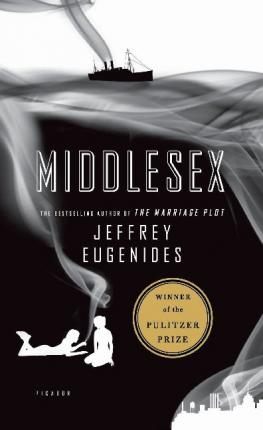 MIDDLESEX
THE BESTSELLING AUTHOR OF THE MARRIAGE PLOT
JEFFREY
EUGENIDES
WINNER
of the
PULITZER
PRIZE
PICADOR